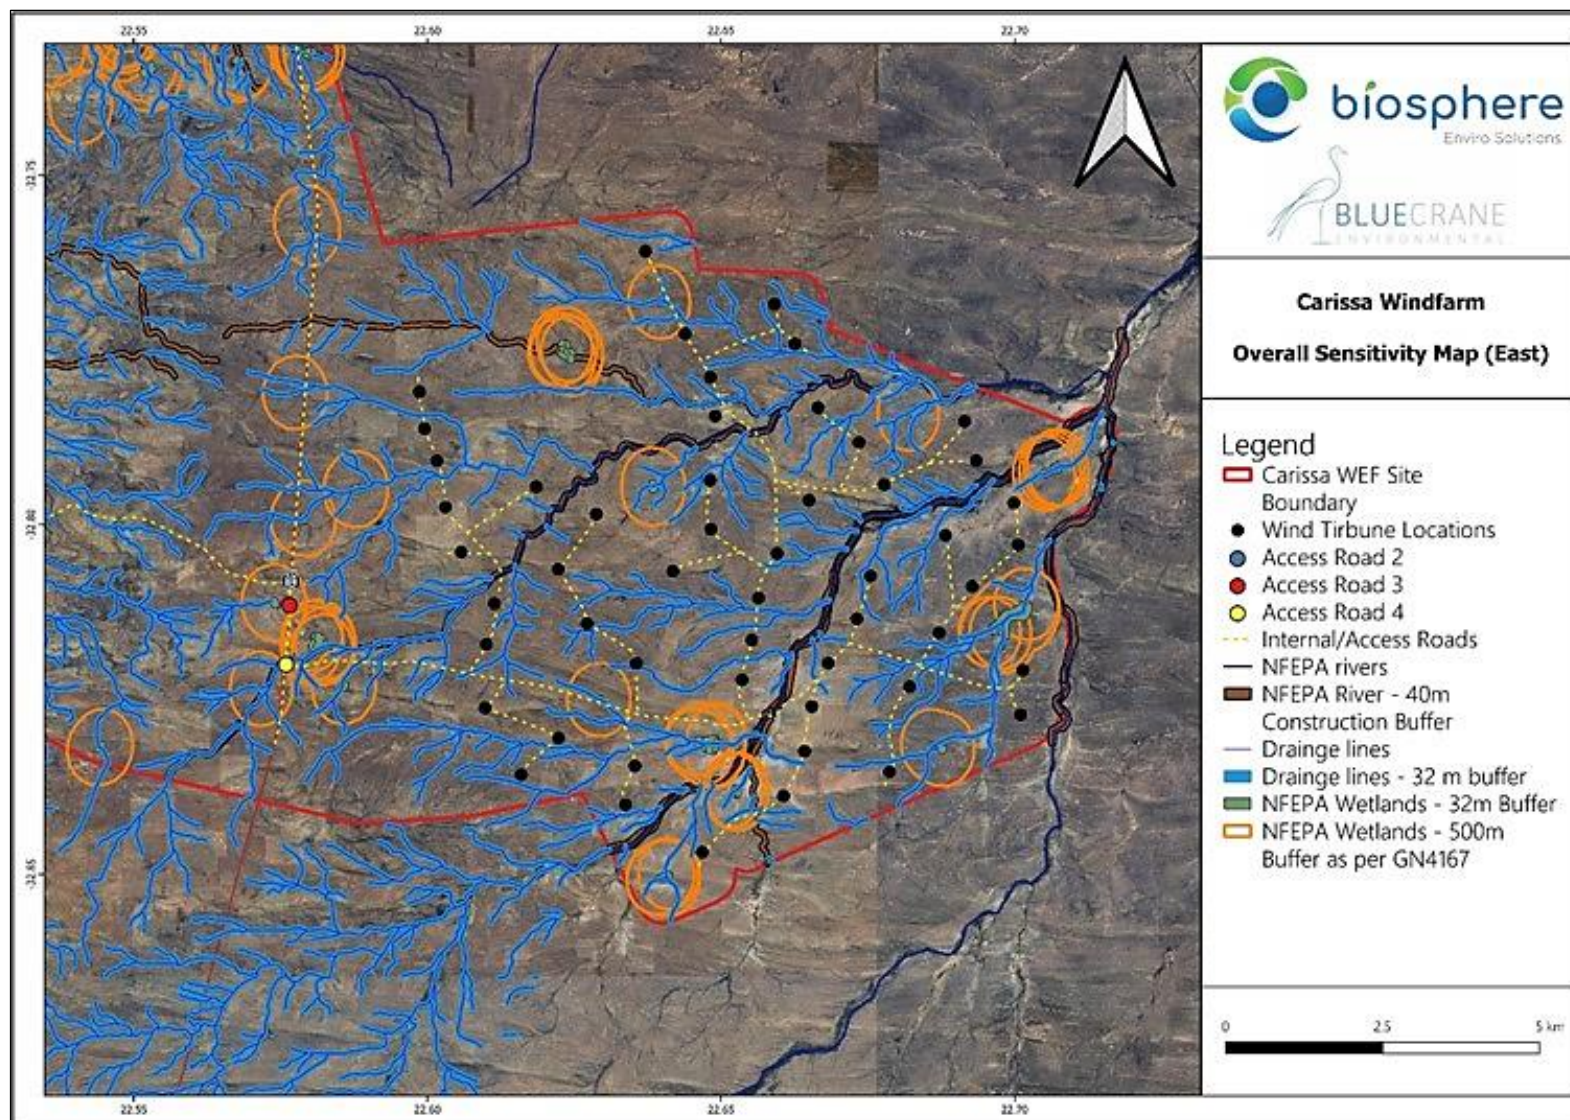 22.55 22.60 22.65 22.70
-32.75
-32.80
-32.85
22.55 22.60 22.65 22.70
biosphere
Enviro Solutions
BLUECRANE
ENVIRONMENTAL
Carissa Windfarm
Overall Sensitivity Map (East)
Legend
Carissa WEF Site
Boundary
Wind Tirbune Locations
Access Road 2
Access Road 3
Access Road 4
Internal/Access Roads
NFEPA rivers
NFEPA River - 40m
Construction Buffer
Drainge lines
Drainge lines - 32 m buffer
NFEPA Wetlands - 32m Buffer
NFEPA Wetlands - 500m
Buffer as per GN4167
0 2.5 5 km